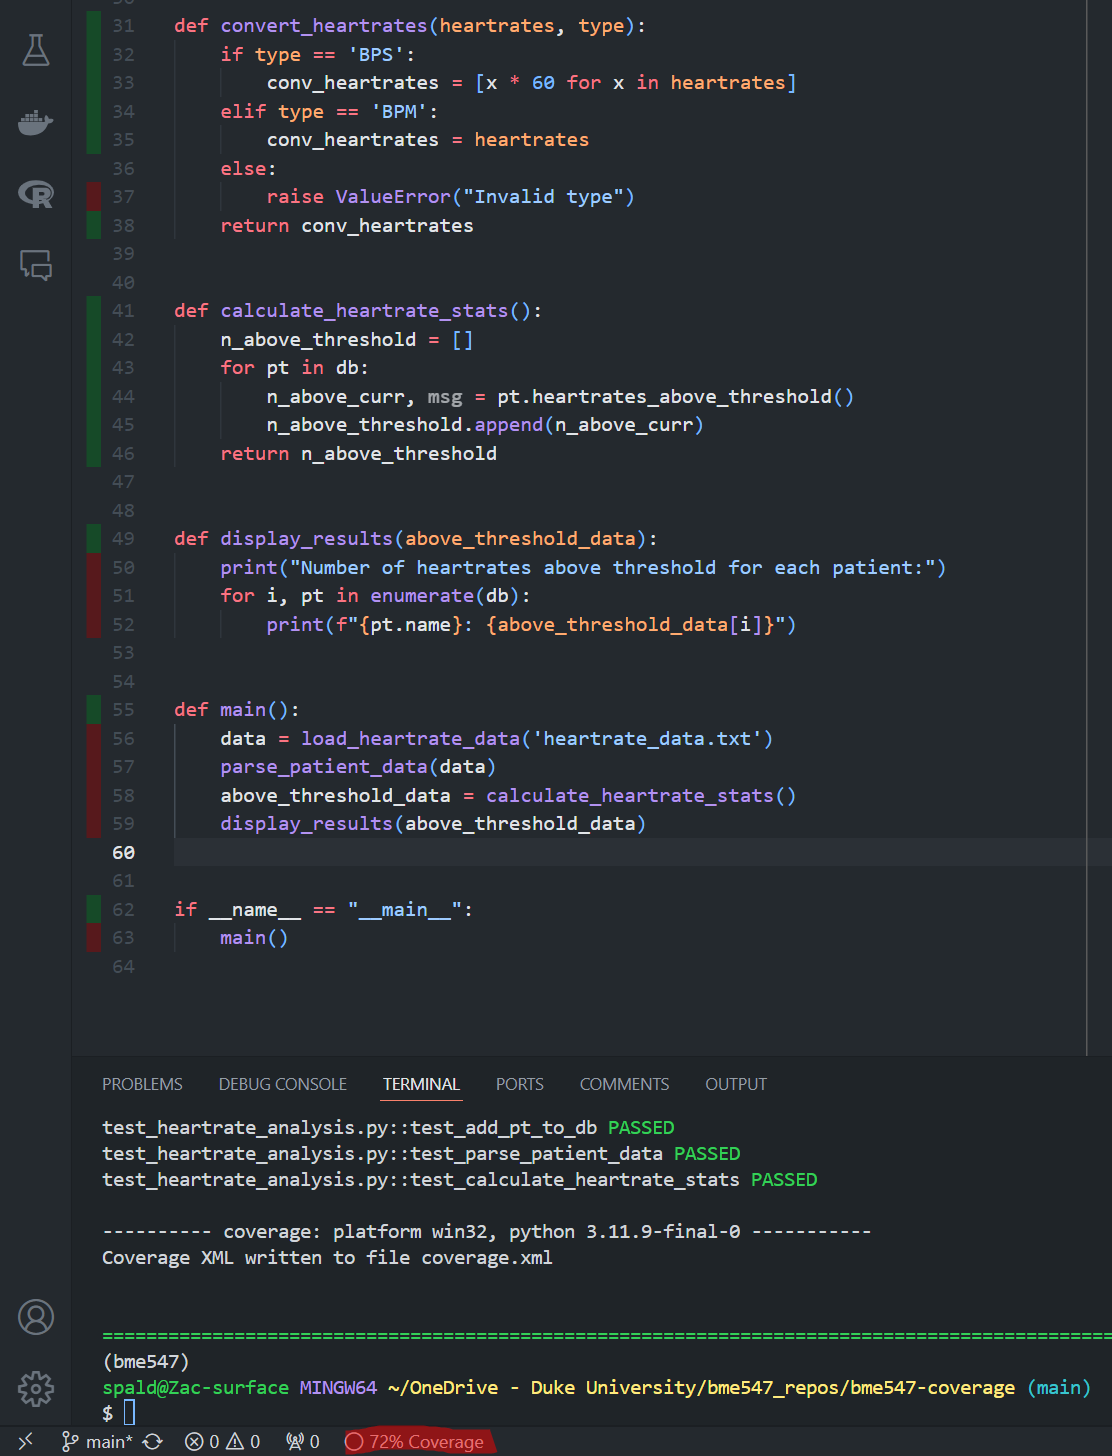 30
31 def convert_heartrates(heartrates, type):
32     if type == 'BPS':
33         conv_heartrates = [x * 60 for x in heartrates]
34     elif type == 'BPM':
35         conv_heartrates = heartrates
36     else:
37         raise ValueError("Invalid type")
38     return conv_heartrates
39
40
41 def calculate_heartrate_stats():
42     n_above_threshold = []
43     for pt in db:
44         n_above_curr, msg = pt.heartrates_above_threshold()
45         n_above_threshold.append(n_above_curr)
46     return n_above_threshold
47
48
49 def display_results(above_threshold_data):
50     print("Number of heartrates above threshold for each patient:")
51     for i, pt in enumerate(db):
52         print(f"{pt.name}: {above_threshold_data[i]}")
53
54
55 def main():
56     data = load_heartrate_data('heartrate_data.txt')
57     parse_patient_data(data)
58     above_threshold_data = calculate_heartrate_stats()
59     display_results(above_threshold_data)
60
61
62 if __name__ == "__main__":
63     main()
64
PROBLEMS DEBUG CONSOLE TERMINAL PORTS COMMENTS OUTPUT
test_heartrate_analysis.py::test_add_pt_to_db PASSED
test_heartrate_analysis.py::test_parse_patient_data PASSED
test_heartrate_analysis.py::test_calculate_heartrate_stats PASSED
---------- coverage: platform win32, python 3.11.9-final-0 -----------
Coverage XML written to file coverage.xml
============================================================================================
(bme547)
spald@Zac-surface MINGW64 ~/OneDrive - Duke University/bme547_repos/bme547-coverage (main)
$
main* 0 0 0 72% Coverage